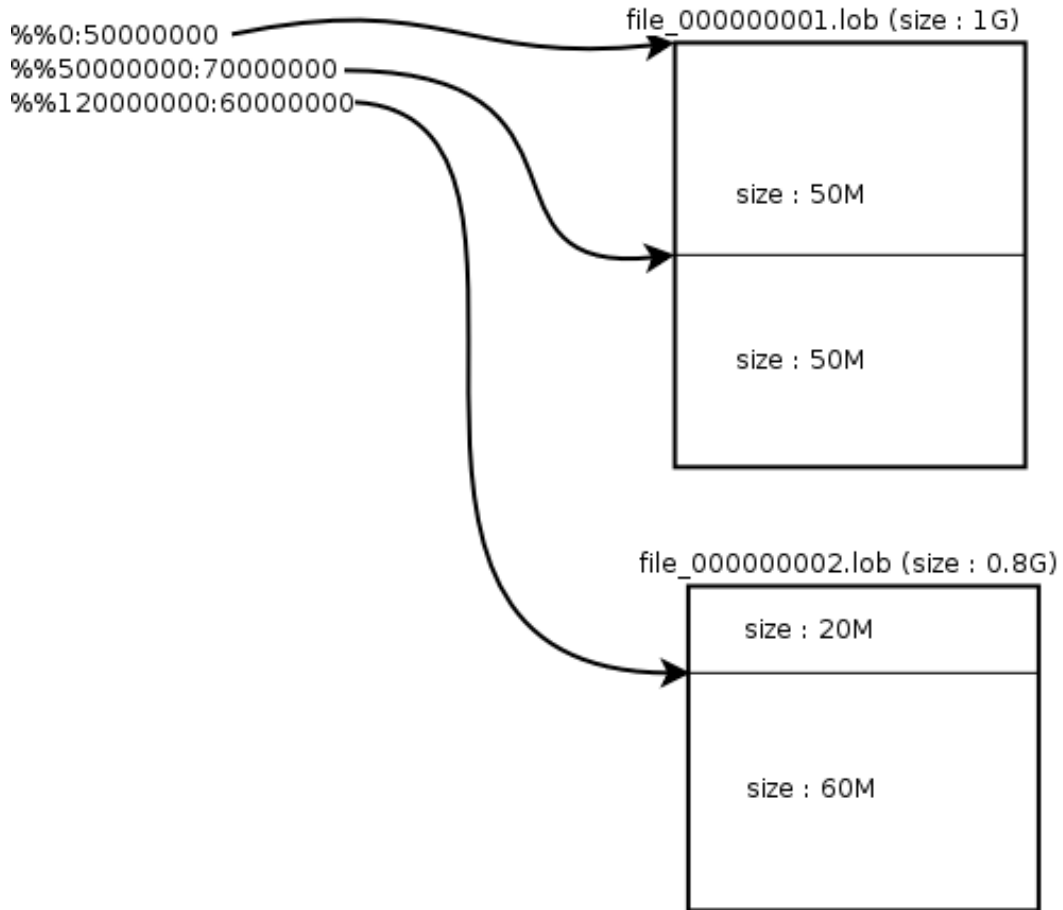 %%0:50000000
%%50000000:70000000
%%120000000:60000000
file_000000001.lob (size : 1G)
size : 50M
size : 50M
file_000000002.lob (size : 0.8G)
size : 20M
size : 60M